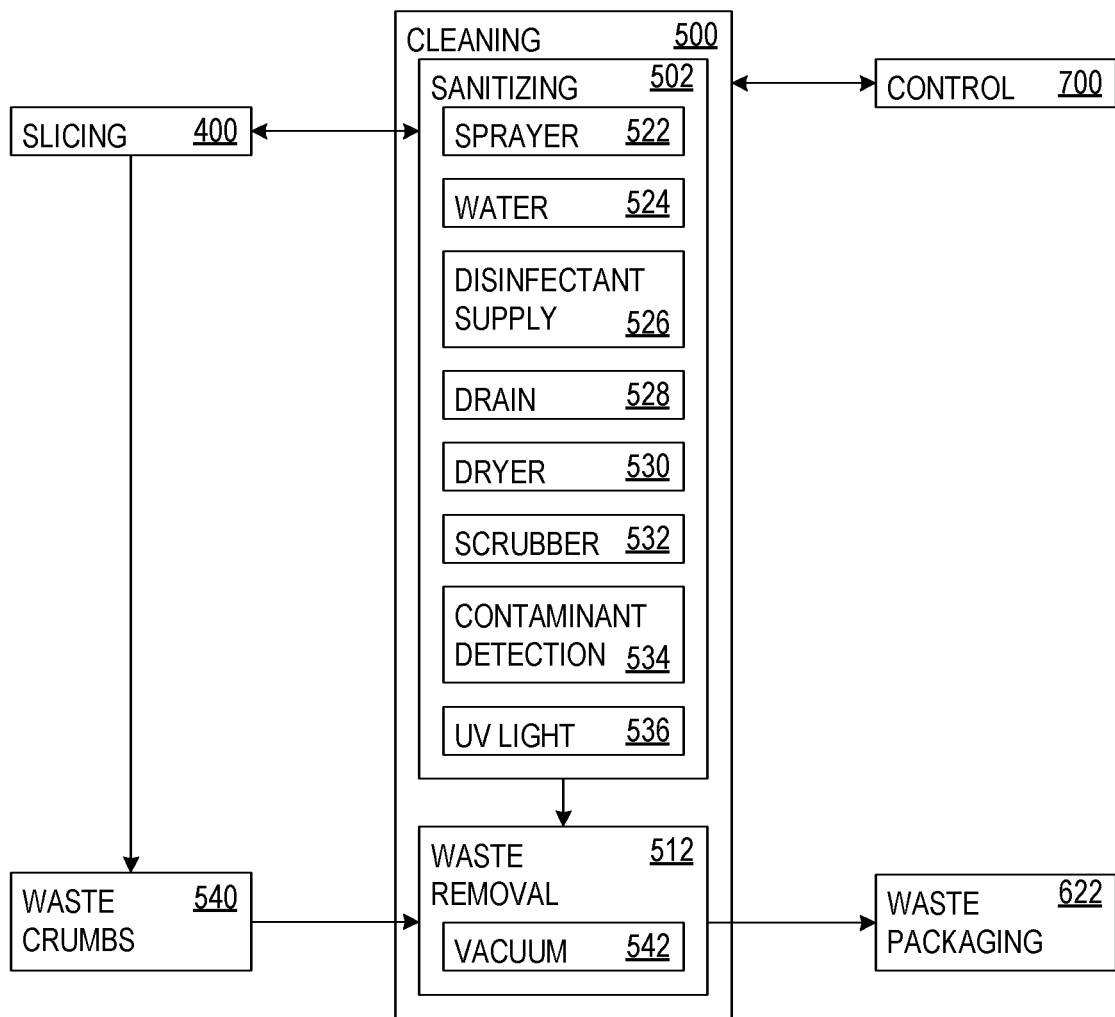 CLEANING 500
SANITIZING 502
SPRAYER 522
WATER 524
DISINFECTANT
SUPPLY 526
DRAIN 528
DRYER 530
SCRUBBER 532
CONTAMINANT
DETECTION 534
UV LIGHT 536
SLICING 400
CONTROL 700
WASTE 540
CRUMBS
WASTE 512
REMOVAL
VACUUM 542
WASTE 622
PACKAGING